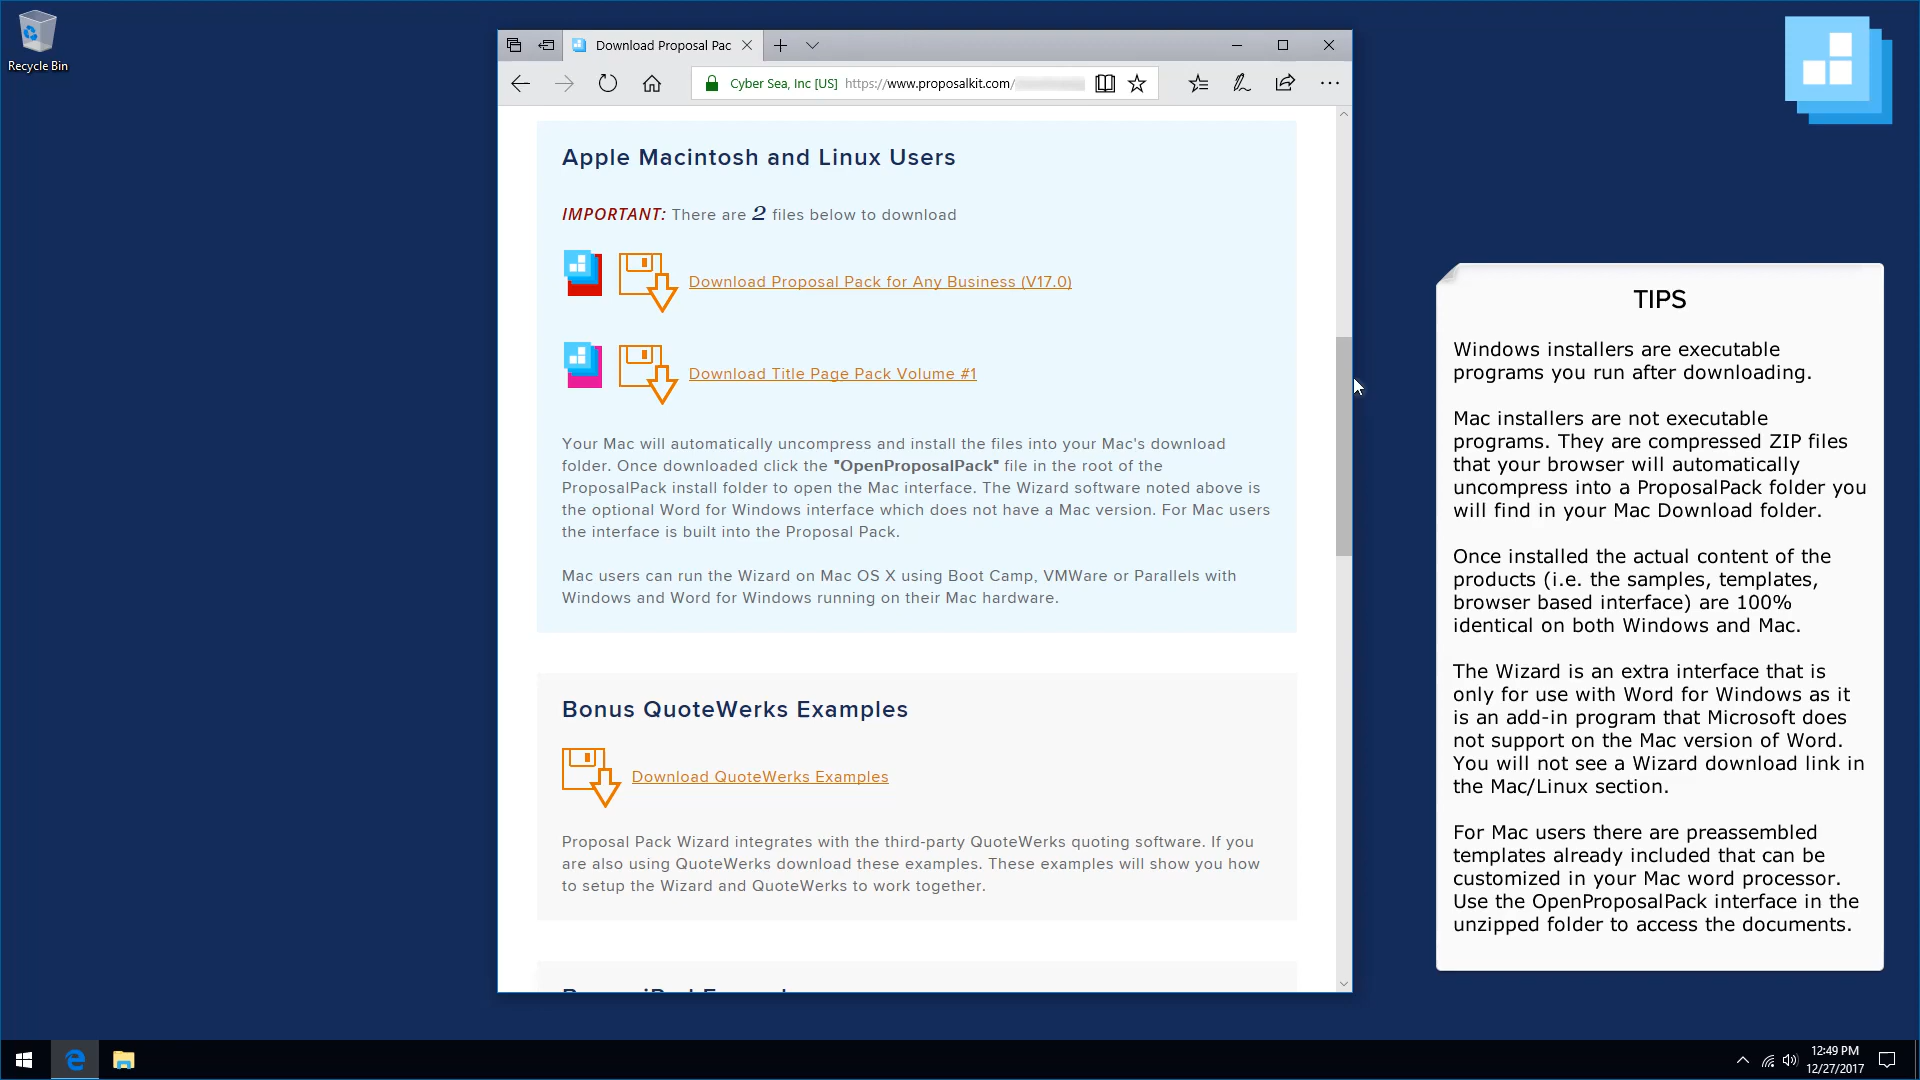 Recycle Bin
Download Proposal Pac
Cyber Sea, Inc [US] https://www.proposalkit.com/
Apple Macintosh and Linux Users
IMPORTANT: There are 2 files below to download
Download Proposal Pack for Any Business (V17.0)
Download Title Page Pack Volume #1
Your Mac will automatically uncompress and install the files into your Mac's download
folder. Once downloaded click the "OpenProposalPack" file in the root of the
ProposalPack install folder to open the Mac interface. The Wizard software noted above is
the optional Word for Windows interface which does not have a Mac version. For Mac users
the interface is built into the Proposal Pack.
Mac users can run the Wizard on Mac OS X using Boot Camp, VMWare or Parallels with
Windows and Word for Windows running on their Mac hardware.
Bonus QuoteWerks Examples
Download QuoteWerks Examples
Proposal Pack Wizard integrates with the third-party QuoteWerks quoting software. If you
are also using QuoteWerks download these examples. These examples will show you how
to setup the Wizard and QuoteWerks to work together.
TIPS
Windows installers are executable
programs you run after downloading.
Mac installers are not executable
programs. They are compressed ZIP files
that your browser will automatically
uncompress into a ProposalPack folder you
will find in your Mac Download folder.
Once installed the actual content of the
products (i.e. the samples, templates,
browser based interface) are 100%
identical on both Windows and Mac.
The Wizard is an extra interface that is
only for use with Word for Windows as it
is an add-in program that Microsoft does
not support on the Mac version of Word.
You will not see a Wizard download link in
the Mac/Linux section.
For Mac users there are preassembled
templates already included that can be
customized in your Mac word processor.
Use the OpenProposalPack interface in the
unzipped folder to access the documents.
12:49 PM
12/27/2017